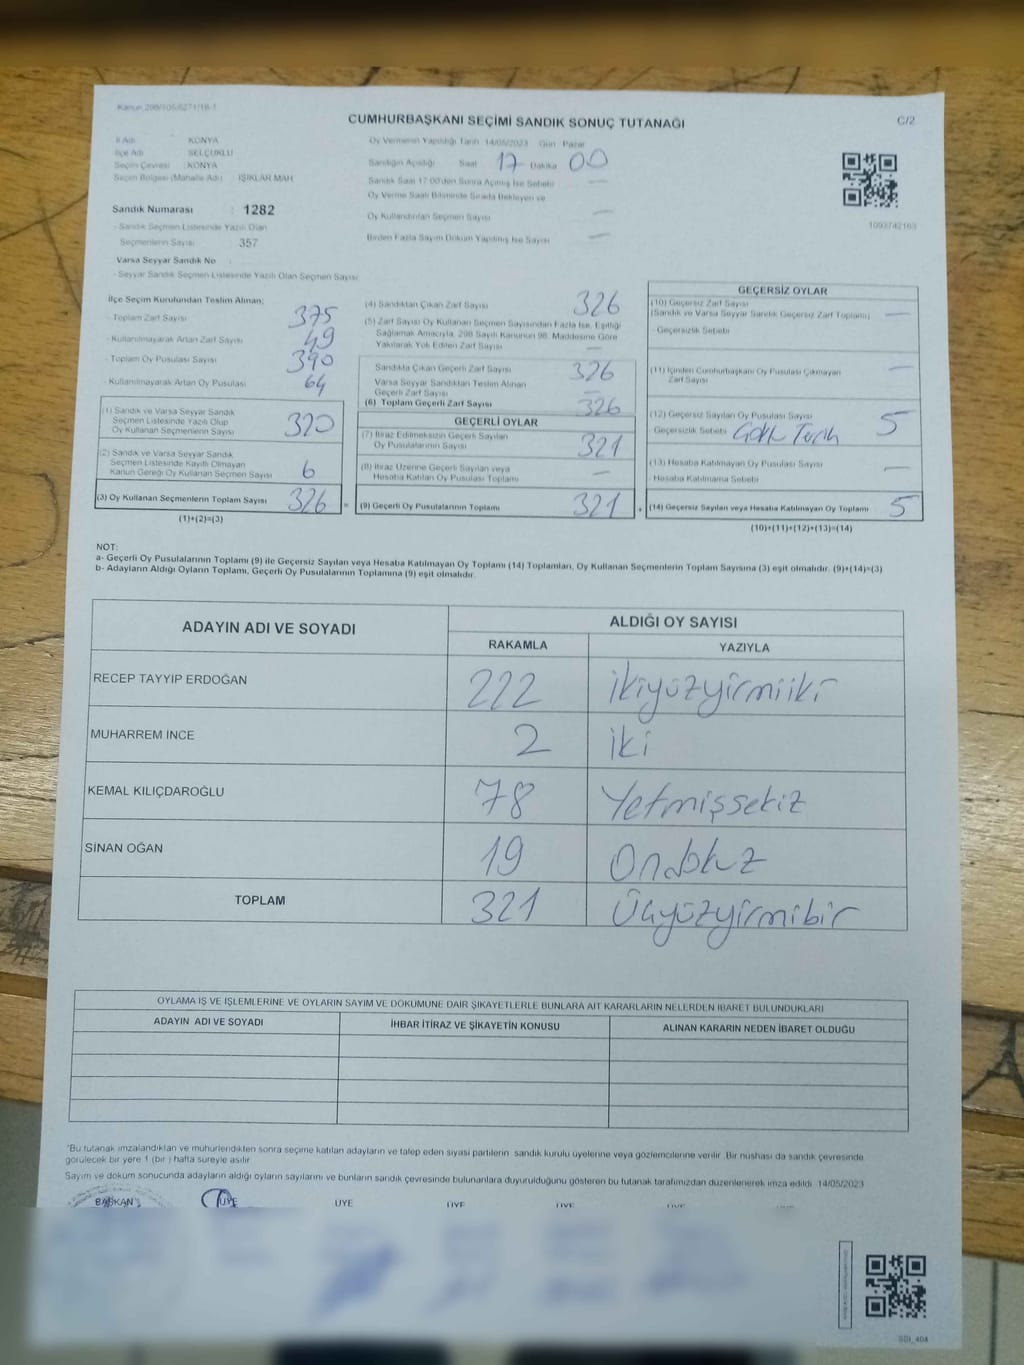 Kanun 298/105/6271/18-1
CUMHURBAŞKANI SEÇİMİ SANDIK SONUÇ TUTANAĞI
C/2
İl Adı KONYA
İlçe Adı SELÇUKLU
Seçim Çevresi KONYA
Seçim Bölgesi (Mahalle Adı) IŞIKLAR MAH
Sandık Numarası : 1282
- Sandık Seçmen Listesinde Yazılı Olan
Seçmenlerin Sayısı 357
Varsa Seyyar Sandık No
- Seyyar Sandık Seçmen Listesinde Yazılı Olan Seçmen Sayısı
Oy Vermenin Yapıldığı Tarih 14/05/2023 Gün Pazar
Sandığın Açıldığı Saat 17 Dakika 00
Sandık Saat 17:00'den Sonra Açılmış İse Sebebi —
Oy Verme Saati Bitiminde Sırada Bekleyen ve
Oy Kullandırılan Seçmen Sayısı —
Birden Fazla Sayım Döküm Yapılmış İse Sayısı —
1093742163
İlçe Seçim Kurulundan Teslim Alınan;
- Toplam Zarf Sayısı 375
- Kullanılmayarak Artan Zarf Sayısı 49
- Toplam Oy Pusulası Sayısı 390
- Kullanılmayarak Artan Oy Pusulası 64
(1) Sandık ve Varsa Seyyar Sandık
Seçmen Listesinde Yazılı Olup
Oy Kullanan Seçmenlerin Sayısı 320
(2) Sandık ve Varsa Seyyar Sandık
Seçmen Listesinde Kayıtlı Olmayan
Kanun Gereği Oy Kullanan Seçmen Sayısı 6
(3) Oy Kullanan Seçmenlerin Toplam Sayısı 326 =
(1)+(2)=(3)
(4) Sandıktan Çıkan Zarf Sayısı 326
(5) Zarf Sayısı Oy Kullanan Seçmen Sayısından Fazla İse, Eşitliği
Sağlamak Amacıyla, 298 Sayılı Kanunun 98. Maddesine Göre
Yakılarak Yok Edilen Zarf Sayısı —
Sandıkta Çıkan Geçerli Zarf Sayısı 326
Varsa Seyyar Sandıktan Teslim Alınan
Geçerli Zarf Sayısı —
(6) Toplam Geçerli Zarf Sayısı 326
GEÇERLİ OYLAR
(7) İtiraz Edilmeksizin Geçerli Sayılan
Oy Pusulalarının Sayısı 321
(8) İtiraz Üzerine Geçerli Sayılan veya
Hesaba Katılan Oy Pusulası Toplamı —
(9) Geçerli Oy Pusulalarının Toplamı 321 +
GEÇERSİZ OYLAR
(10) Geçersiz Zarf Sayısı
(Sandık ve Varsa Seyyar Sandık Geçersiz Zarf Toplamı) —
- Geçersizlik Sebebi
(11) İçinden Cumhurbaşkanı Oy Pusulası Çıkmayan —
Zarf Sayısı
(12) Geçersiz Sayılan Oy Pusulası Sayısı 5
Geçersizlik Sebebi Çoklu Tercih
(13) Hesaba Katılmayan Oy Pusulası Sayısı —
- Hesaba Katılmama Sebebi
(14) Geçersiz Sayılan veya Hesaba Katılmayan Oy Toplamı 5
(10)+(11)+(12)+(13)=(14)
NOT:
a- Geçerli Oy Pusulalarının Toplamı (9) ile Geçersiz Sayılan veya Hesaba Katılmayan Oy Toplamı (14) Toplamları, Oy Kullanan Seçmenlerin Toplam Sayısına (3) eşit olmalıdır. (9)+(14)=(3)
b- Adayların Aldığı Oyların Toplamı, Geçerli Oy Pusulalarının Toplamına (9) eşit olmalıdır.
ADAYIN ADI VE SOYADI ALDIĞI OY SAYISI
RAKAMLA YAZIYLA
RECEP TAYYIP ERDOĞAN 222 ikiyüzyirmiiki
MUHARREM İNCE 2 iki
KEMAL KILIÇDAROĞLU 78 Yetmişsekiz
SİNAN OĞAN 19 Ondokuz
TOPLAM 321 Üçyüzyirmibir
OYLAMA İŞ VE İŞLEMLERİNE VE OYLARIN SAYIM VE DÖKÜMÜNE DAİR ŞİKAYETLERLE BUNLARA AİT KARARLARIN NELERDEN İBARET BULUNDUKLARI
ADAYIN ADI VE SOYADI İHBAR İTİRAZ VE ŞİKAYETİN KONUSU ALINAN KARARIN NEDEN İBARET OLDUĞU
*Bu tutanak imzalandıktan ve mühürlendikten sonra seçime katılan adayların ve talep eden siyasi partilerin sandık kurulu üyelerine veya gözlemcilerine verilir. Bir nüshası da sandık çevresinde
görülecek bir yere 1 (bir ) hafta süreyle asılır
Sayım ve döküm sonucunda adayların aldığı oyların sayılarını ve bunların sandık çevresinde bulunanlara duyurulduğunu gösteren bu tutanak tarafımızdan düzenlenerek imza edildi. 14/05/2023
BAŞKAN ÜYE ÜYE ÜYE ÜYE ÜYE
SSI_40A